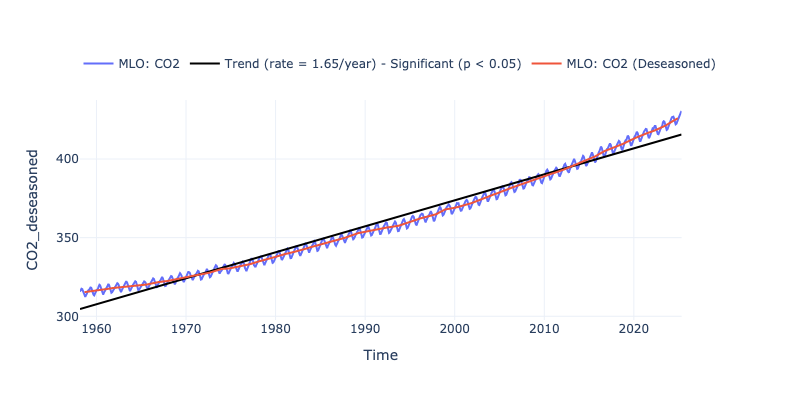 MLO: CO2 Trend (rate = 1.65/year) - Significant (p < 0.05) MLO: CO2 (Deseasoned)
CO2_deseasoned
400
350
300
1960 1970 1980 1990 2000 2010 2020
Time